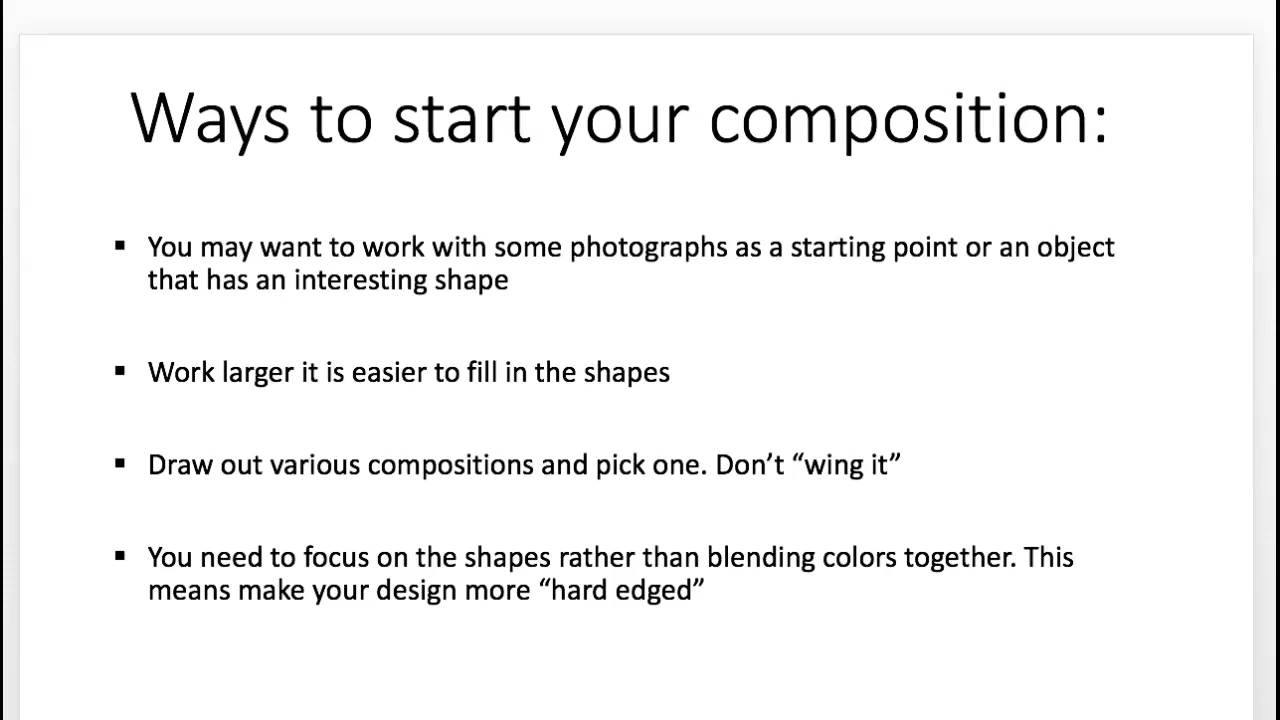 Ways to start your composition:
▪ You may want to work with some photographs as a starting point or an object
that has an interesting shape
▪ Work larger it is easier to fill in the shapes
▪ Draw out various compositions and pick one. Don’t “wing it”
▪ You need to focus on the shapes rather than blending colors together. This
means make your design more “hard edged”